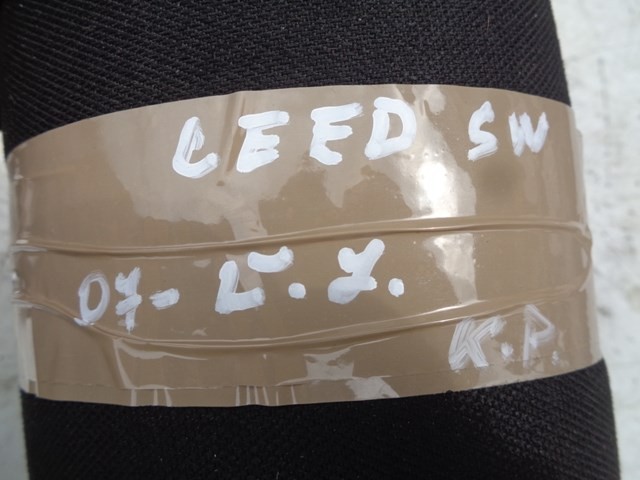 CEED SW
07- L.Z.
K.P.